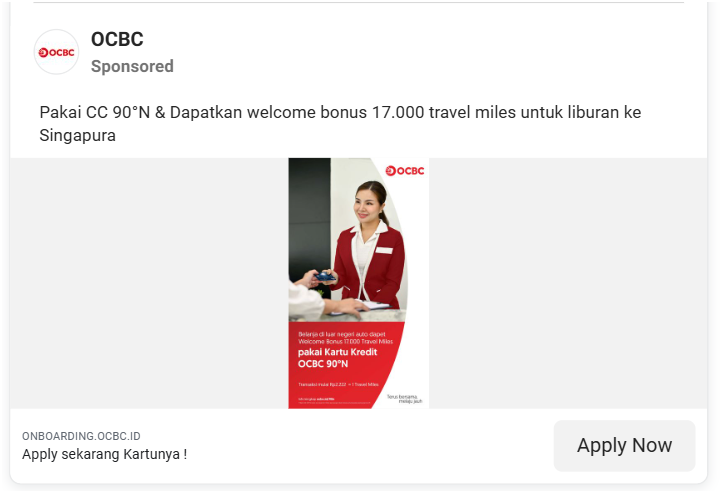 OCBC
OCBC
Sponsored
Pakai CC 90°N & Dapatkan welcome bonus 17.000 travel miles untuk liburan ke
Singapura
OCBC
Belanja di luar negeri auto dapat
Welcome Bonus 17.000 Travel Miles
pakai Kartu Kredit
OCBC 90°N
Transaksi mulai Rp2.222 = 1 Travel Miles
Terus bersama,
melaju jauh
ONBOARDING.OCBC.ID
Apply sekarang Kartunya !
Apply Now